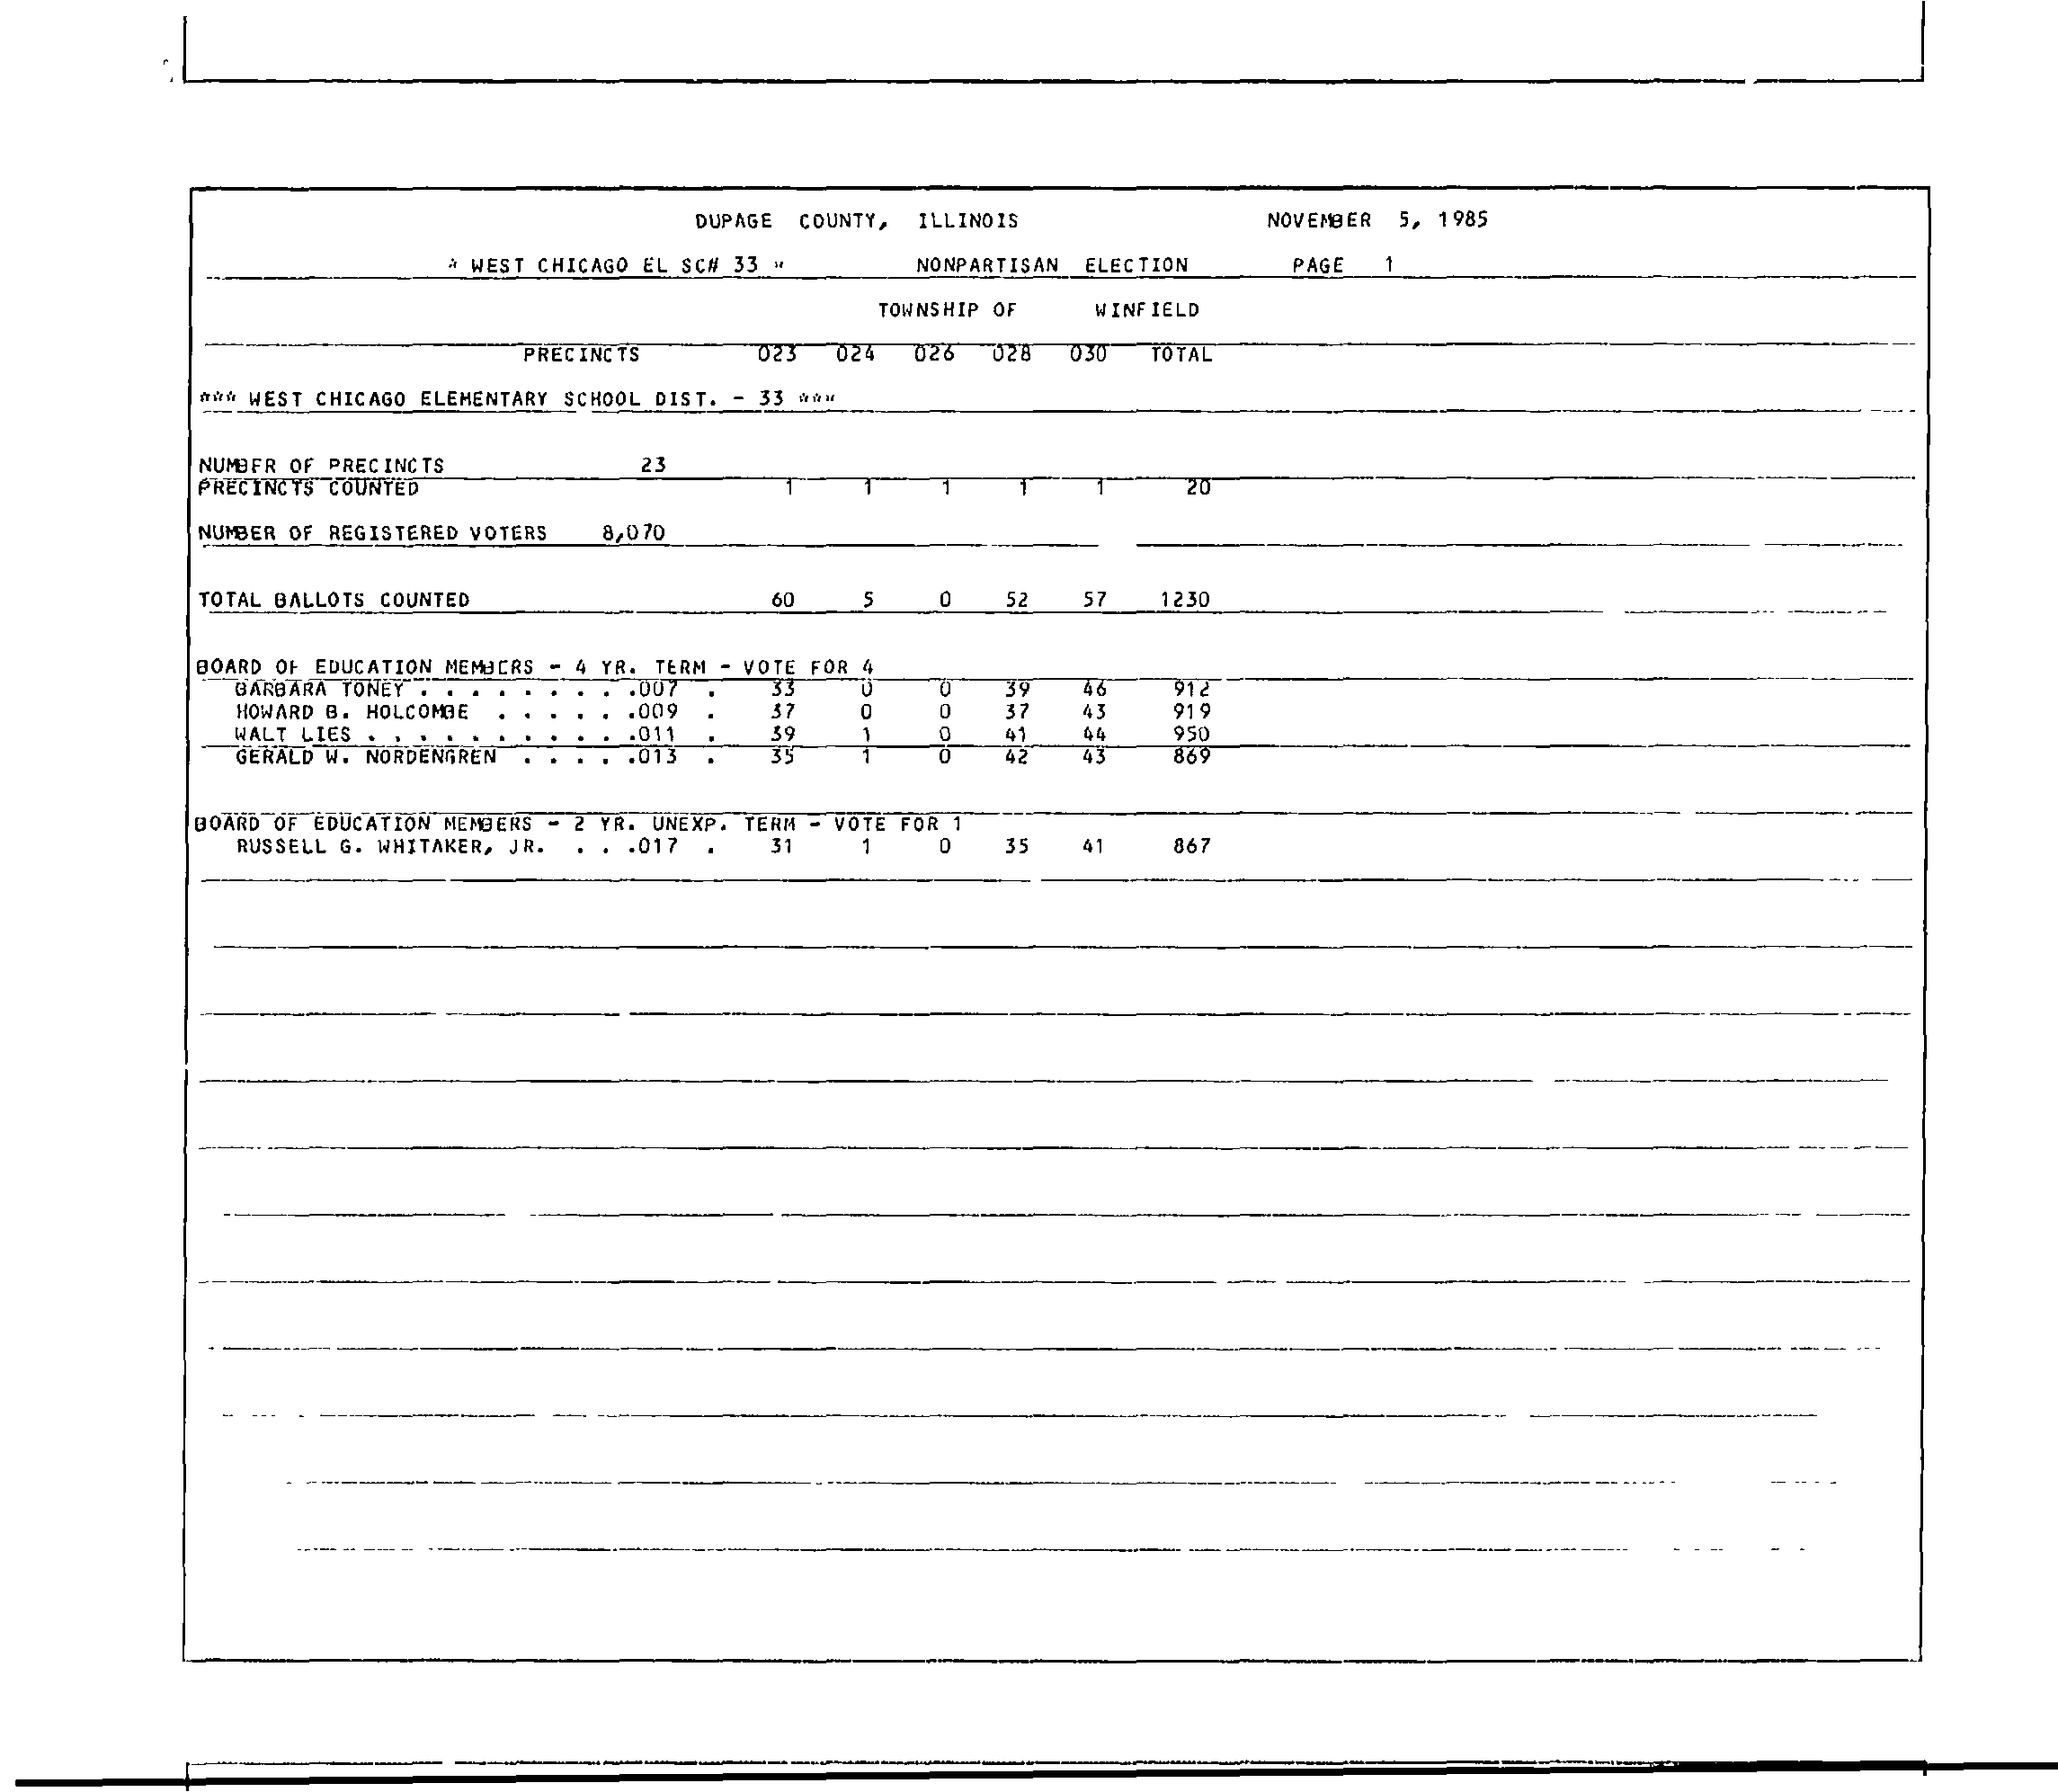 DUPAGE COUNTY, ILLINOIS NOVEMBER 5, 1985
* WEST CHICAGO EL SC# 33 * NONPARTISAN ELECTION PAGE 1
TOWNSHIP OF WINFIELD
PRECINCTS 023 024 026 028 030 TOTAL
*** WEST CHICAGO ELEMENTARY SCHOOL DIST. - 33 ***
NUMBER OF PRECINCTS 23
PRECINCTS COUNTED 1 1 1 1 1 20
NUMBER OF REGISTERED VOTERS 8,070
TOTAL BALLOTS COUNTED 60 5 0 52 57 1230
BOARD OF EDUCATION MEMBERS - 4 YR. TERM - VOTE FOR 4
BARBARA TONEY . . . . . . . . .007 . 33 0 0 39 46 912
HOWARD B. HOLCOMBE . . . . . .009 . 37 0 0 37 43 919
WALT LIES . . . . . . . . . . .011 . 39 1 0 41 44 950
GERALD W. NORDENGREN . . . . .013 . 35 1 0 42 43 869
BOARD OF EDUCATION MEMBERS - 2 YR. UNEXP. TERM - VOTE FOR 1
RUSSELL G. WHITAKER, JR. . . .017 . 31 1 0 35 41 867